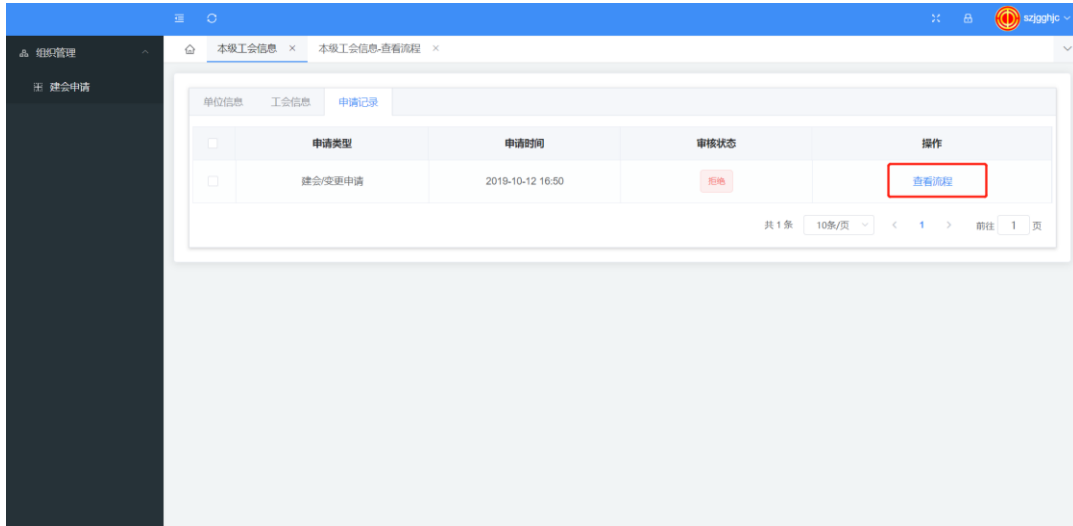 szjgghjc
组织管理
建会申请
本级工会信息 × 本级工会信息-查看流程 ×
单位信息 工会信息 申请记录
申请类型 申请时间 审核状态 操作
建会/变更申请 2019-10-12 16:50 拒绝 查看流程
共 1 条 10条/页 < 1 > 前往 1 页